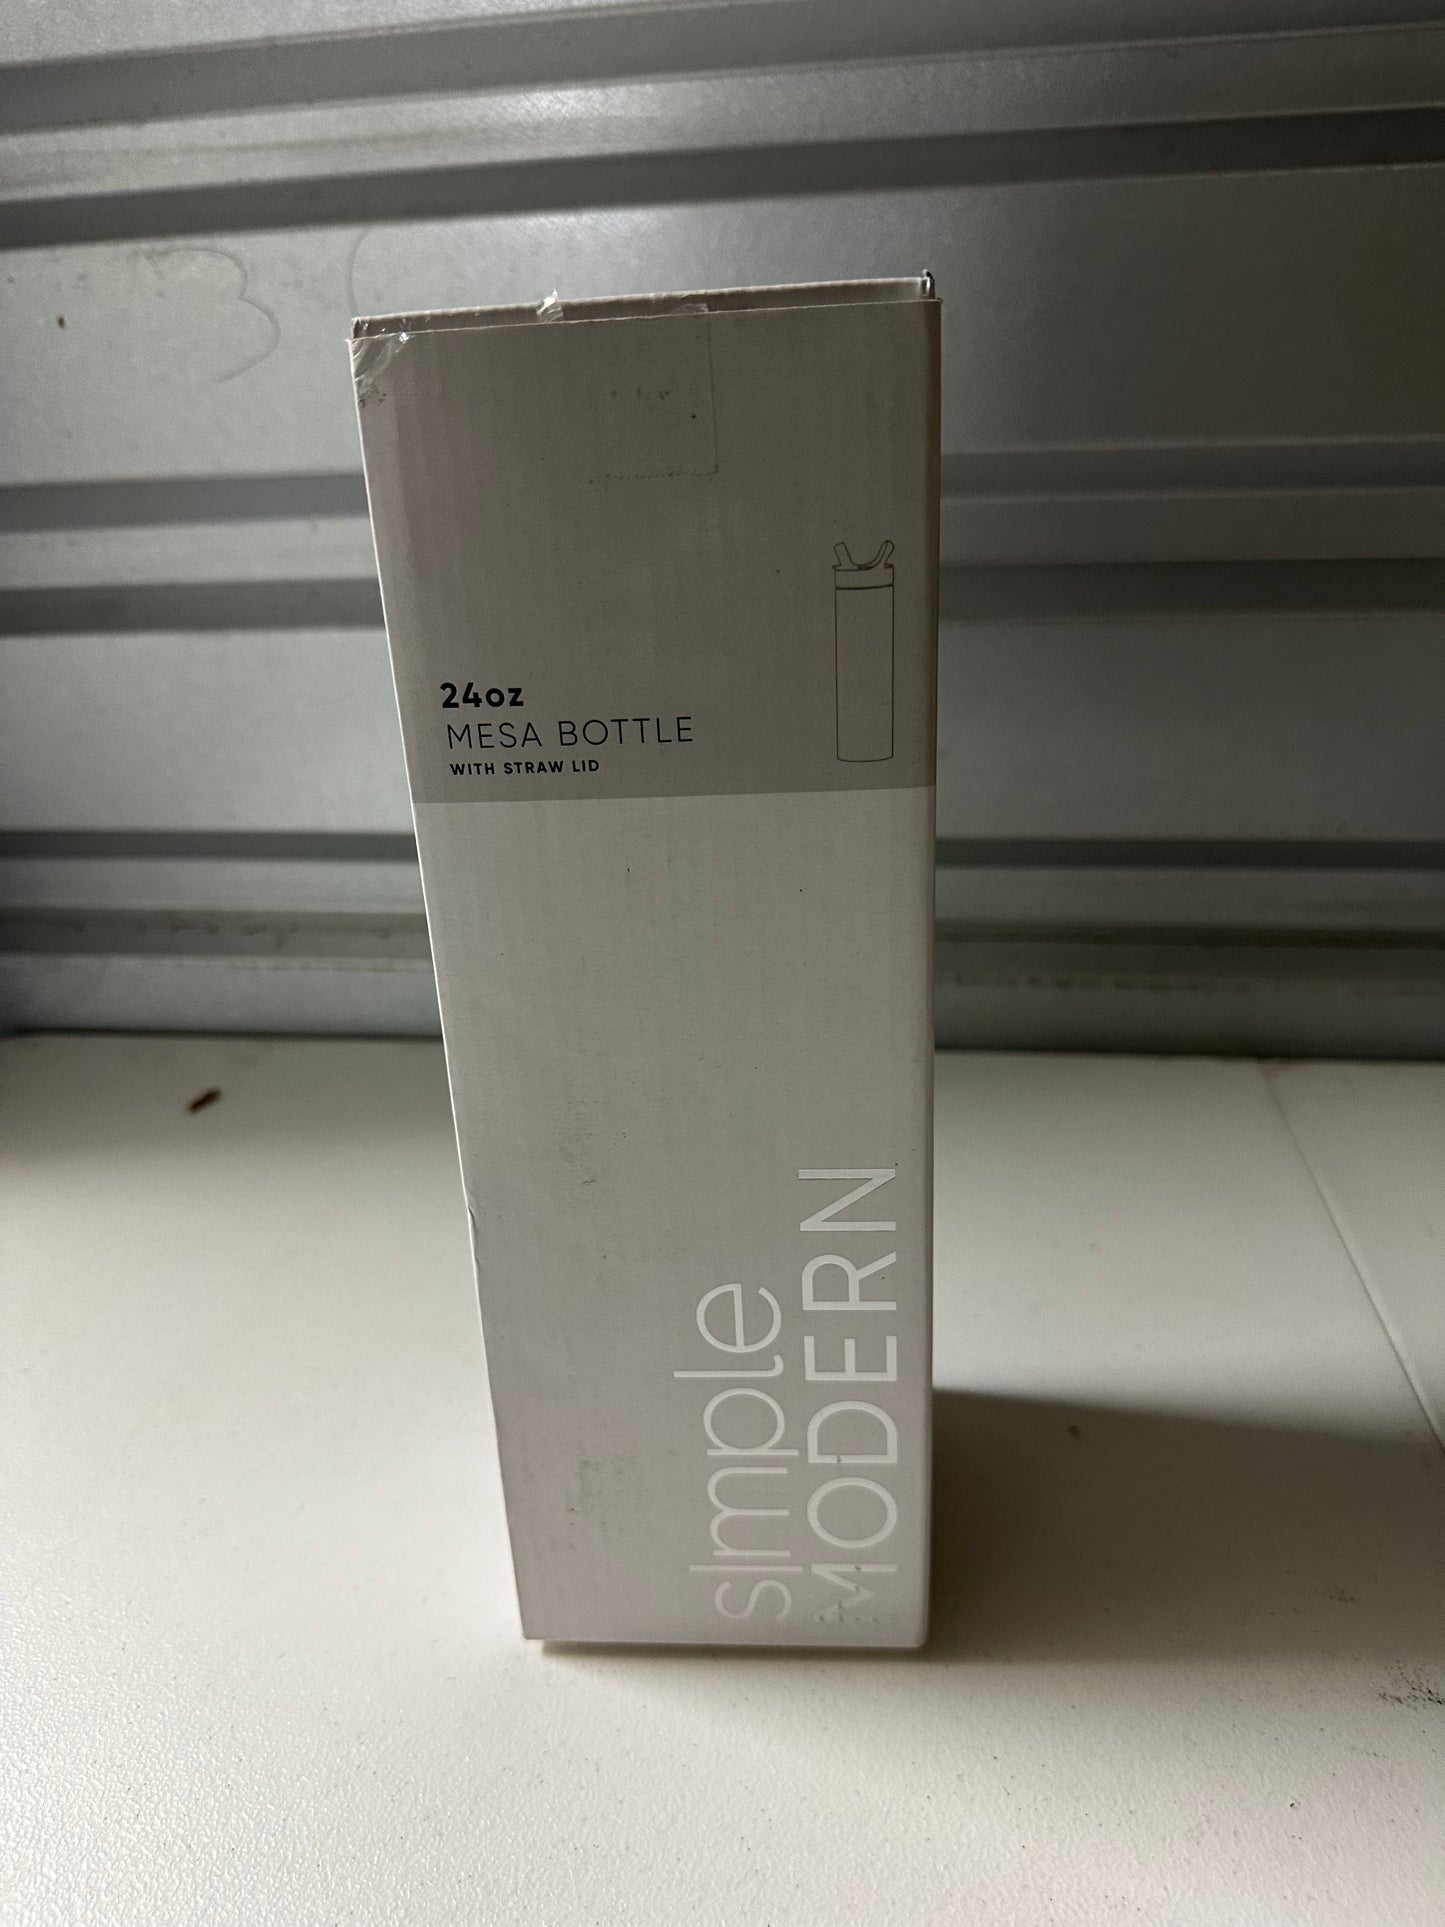 24oz
MESA BOTTLE
WITH STRAW LID
sImple
MODERN